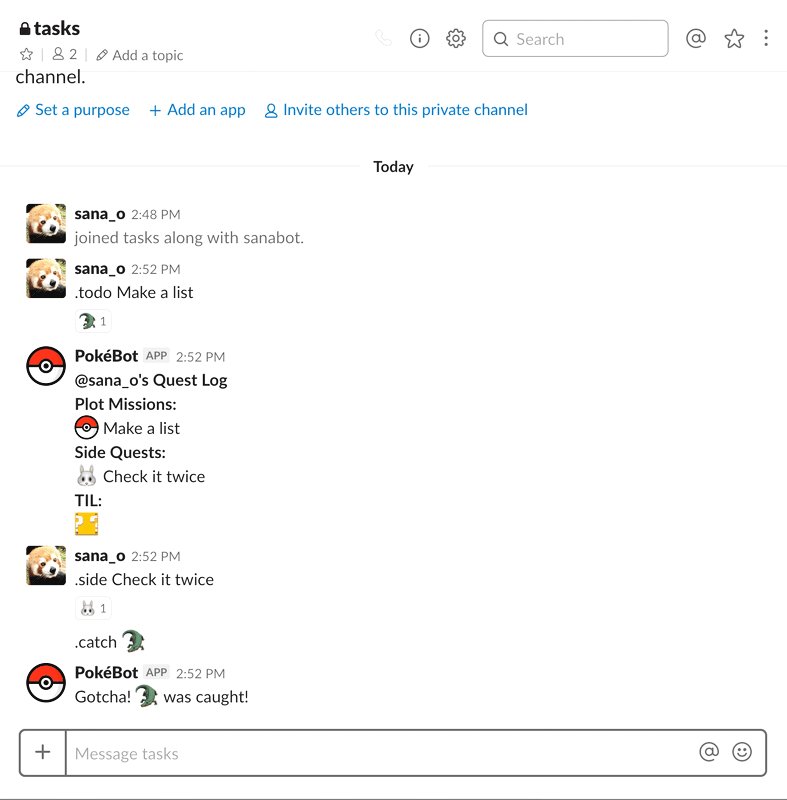 tasks
2
Add a topic
Search
channel.
Set a purpose
Add an app
Invite others to this private channel
Today
sana_o 2:48 PM
joined tasks along with sanabot.
sana_o 2:52 PM
.todo Make a list
1
PokéBot APP 2:52 PM
@sana_o's Quest Log
Plot Missions:
Make a list
Side Quests:
Check it twice
TIL:
sana_o 2:52 PM
.side Check it twice
1
.catch
PokéBot APP 2:52 PM
Gotcha! was caught!
Message tasks